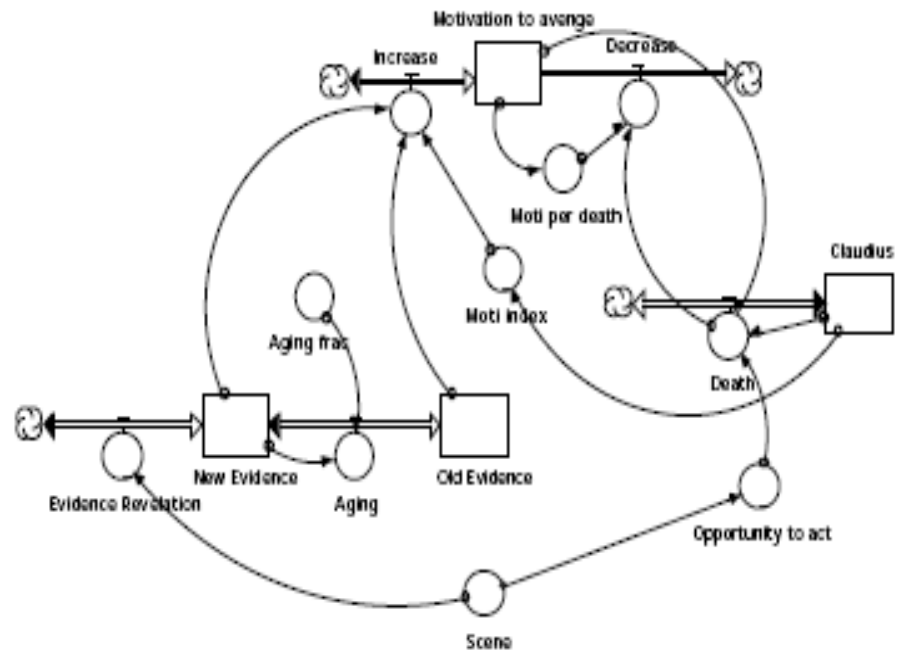 Motivation to avenge
Increase
Decrease
Moti per death
Claudius
Moti index
Aging frac
Death
New Evidence
Old Evidence
Evidence Revelation
Aging
Opportunity to act
Scene